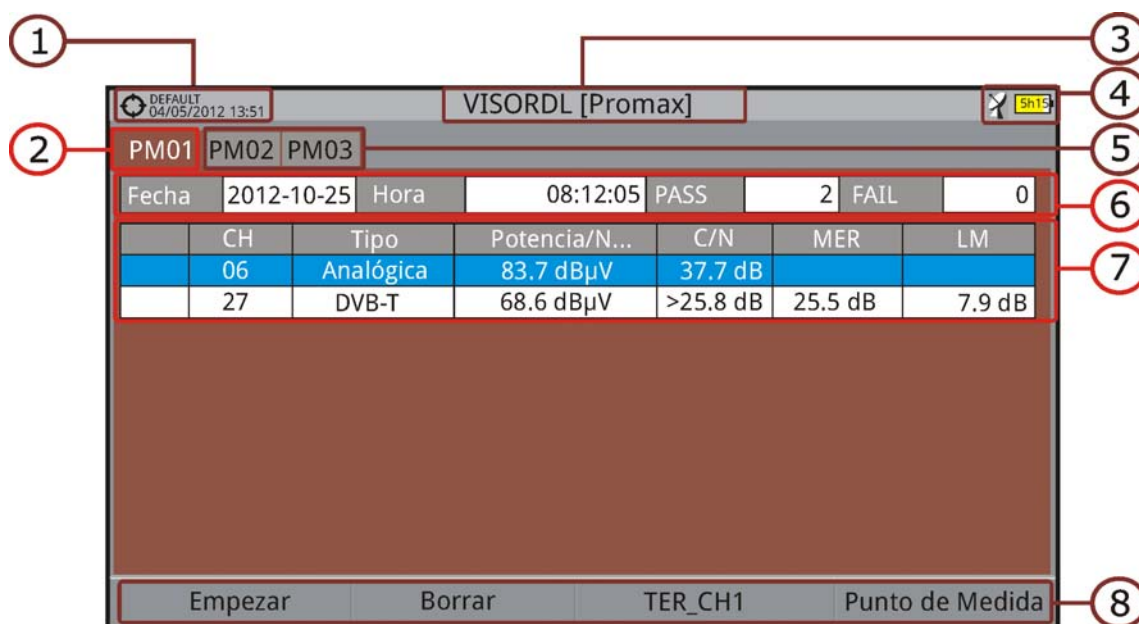 1
3
DEFAULT
04/05/2012 13:51
VISORDL [Promax]
5h15
4
2
PM01 PM02 PM03
5
Fecha 2012-10-25 Hora 08:12:05 PASS 2 FAIL 0
6
CH Tipo Potencia/N... C/N MER LM
7
06 Analógica 83.7 dBµV 37.7 dB
27 DVB-T 68.6 dBµV >25.8 dB 25.5 dB 7.9 dB
Empezar Borrar TER_CH1 Punto de Medida
8